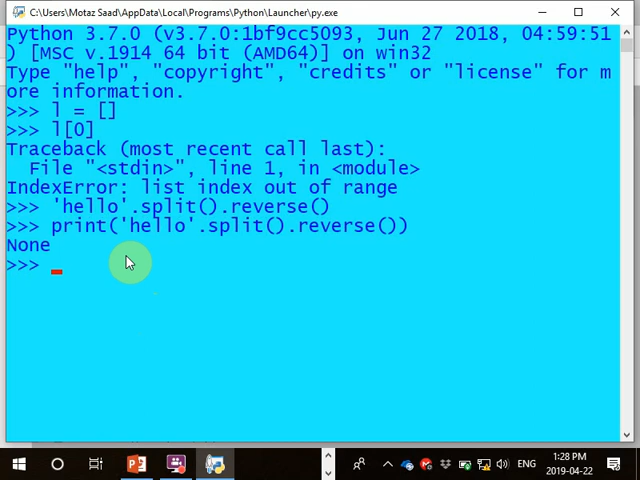 C:\Users\Motaz Saad\AppData\Local\Programs\Python\Launcher\py.exe
Python 3.7.0 (v3.7.0:1bf9cc5093, Jun 27 2018, 04:59:51
) [MSC v.1914 64 bit (AMD64)] on win32
Type "help", "copyright", "credits" or "license" for m
ore information.
>>> l = []
>>> l[0]
Traceback (most recent call last):
  File "<stdin>", line 1, in <module>
IndexError: list index out of range
>>> 'hello'.split().reverse()
>>> print('hello'.split().reverse())
None
>>>
ENG
1:28 PM
2019-04-22